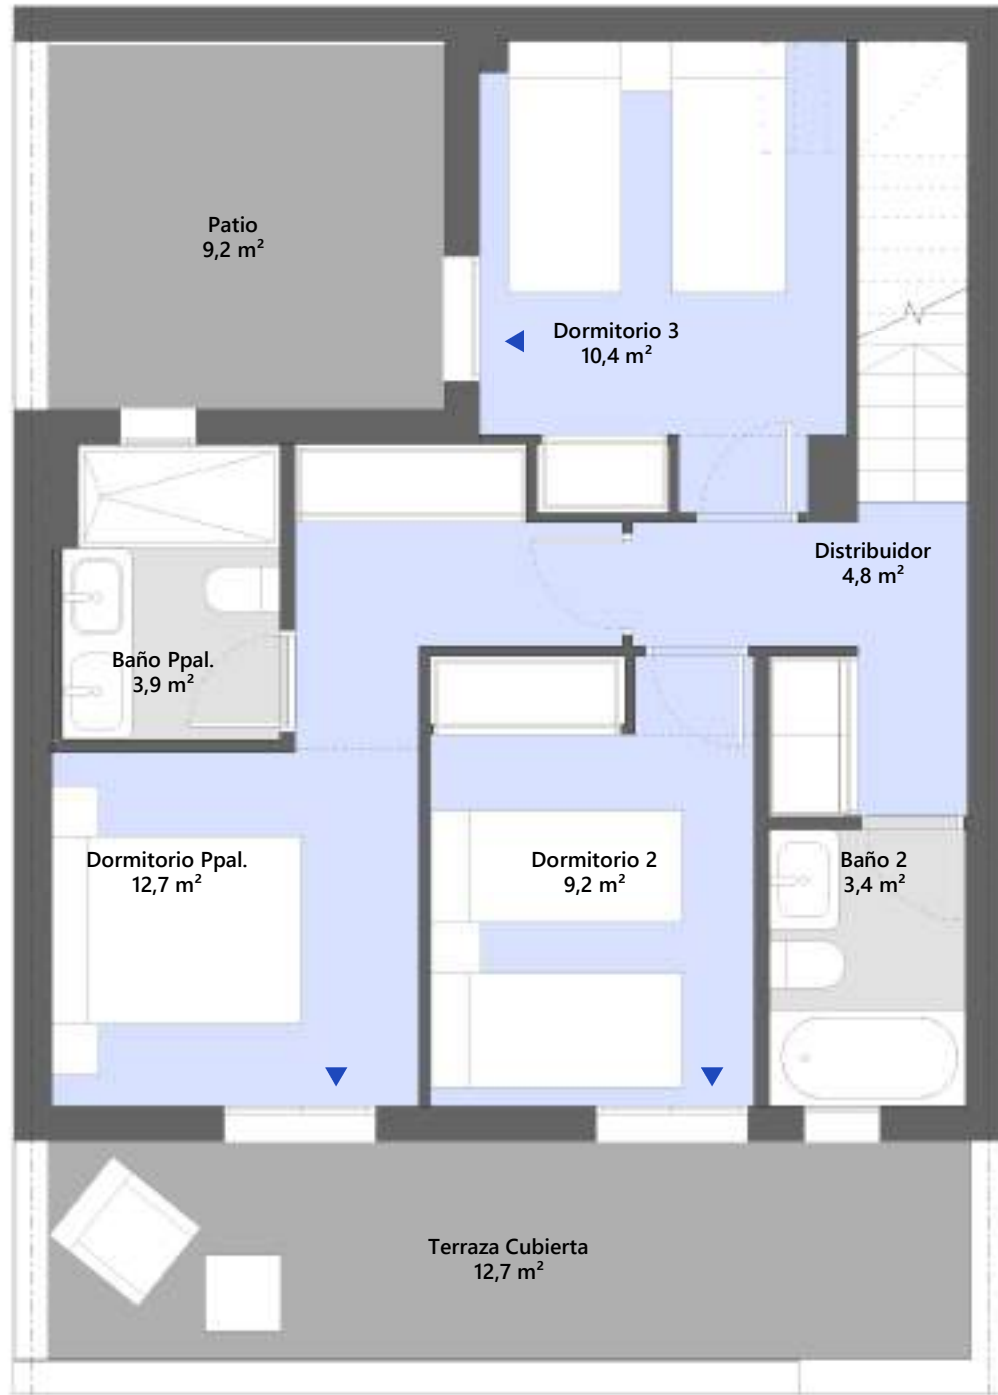 Patio
9,2 m²
Dormitorio 3
10,4 m²
Distribuidor
4,8 m²
Baño Ppal.
3,9 m²
Dormitorio Ppal.
12,7 m²
Dormitorio 2
9,2 m²
Baño 2
3,4 m²
Terraza Cubierta
12,7 m²